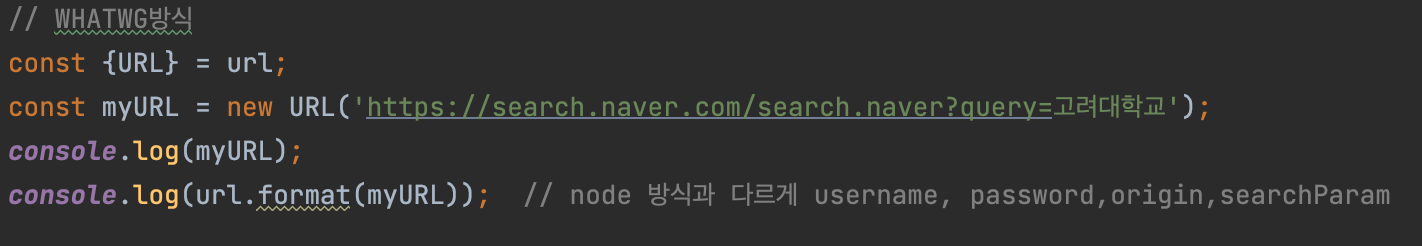 // WHATWG방식
const {URL} = url;
const myURL = new URL('https://search.naver.com/search.naver?query=고려대학교');
console.log(myURL);
console.log(url.format(myURL));  // node 방식과 다르게 username, password,origin,searchParam